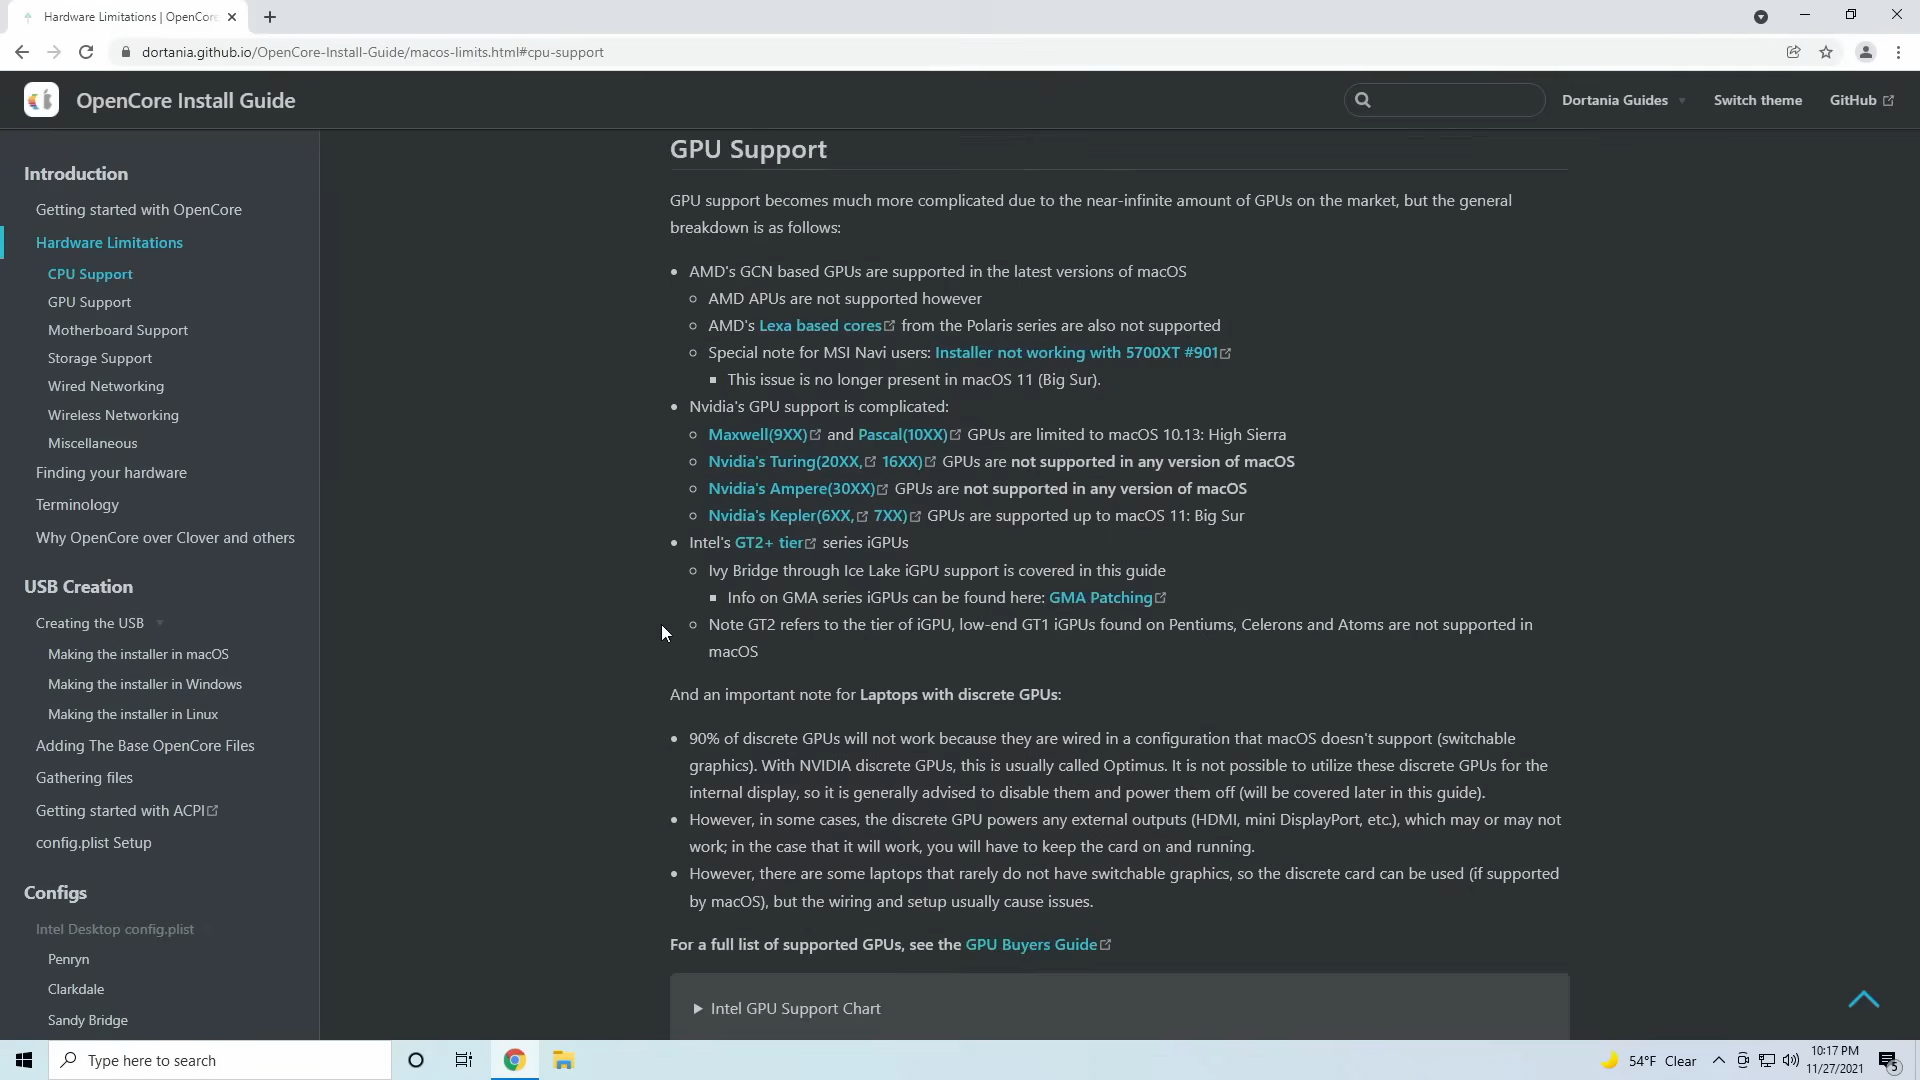 Hardware Limitations | OpenCore
dortania.github.io/OpenCore-Install-Guide/macos-limits.html#cpu-support
OpenCore Install Guide
Dortania Guides
Switch theme
GitHub
Introduction
Getting started with OpenCore
Hardware Limitations
CPU Support
GPU Support
Motherboard Support
Storage Support
Wired Networking
Wireless Networking
Miscellaneous
Finding your hardware
Terminology
Why OpenCore over Clover and others
USB Creation
Creating the USB
Making the installer in macOS
Making the installer in Windows
Making the installer in Linux
Adding The Base OpenCore Files
Gathering files
Getting started with ACPI
config.plist Setup
Configs
Intel Desktop config.plist
Penryn
Clarkdale
Sandy Bridge
GPU Support
GPU support becomes much more complicated due to the near-infinite amount of GPUs on the market, but the general
breakdown is as follows:
• AMD's GCN based GPUs are supported in the latest versions of macOS
◦ AMD APUs are not supported however
◦ AMD's Lexa based cores from the Polaris series are also not supported
◦ Special note for MSI Navi users: Installer not working with 5700XT #901
▪ This issue is no longer present in macOS 11 (Big Sur).
• Nvidia's GPU support is complicated:
◦ Maxwell(9XX) and Pascal(10XX) GPUs are limited to macOS 10.13: High Sierra
◦ Nvidia's Turing(20XX, 16XX) GPUs are not supported in any version of macOS
◦ Nvidia's Ampere(30XX) GPUs are not supported in any version of macOS
◦ Nvidia's Kepler(6XX, 7XX) GPUs are supported up to macOS 11: Big Sur
• Intel's GT2+ tier series iGPUs
◦ Ivy Bridge through Ice Lake iGPU support is covered in this guide
▪ Info on GMA series iGPUs can be found here: GMA Patching
◦ Note GT2 refers to the tier of iGPU, low-end GT1 iGPUs found on Pentiums, Celerons and Atoms are not supported in
macOS
And an important note for Laptops with discrete GPUs:
• 90% of discrete GPUs will not work because they are wired in a configuration that macOS doesn't support (switchable
graphics). With NVIDIA discrete GPUs, this is usually called Optimus. It is not possible to utilize these discrete GPUs for the
internal display, so it is generally advised to disable them and power them off (will be covered later in this guide).
• However, in some cases, the discrete GPU powers any external outputs (HDMI, mini DisplayPort, etc.), which may or may not
work; in the case that it will work, you will have to keep the card on and running.
• However, there are some laptops that rarely do not have switchable graphics, so the discrete card can be used (if supported
by macOS), but the wiring and setup usually cause issues.
For a full list of supported GPUs, see the GPU Buyers Guide
▶ Intel GPU Support Chart
Type here to search
54°F Clear
10:17 PM
11/27/2021
5